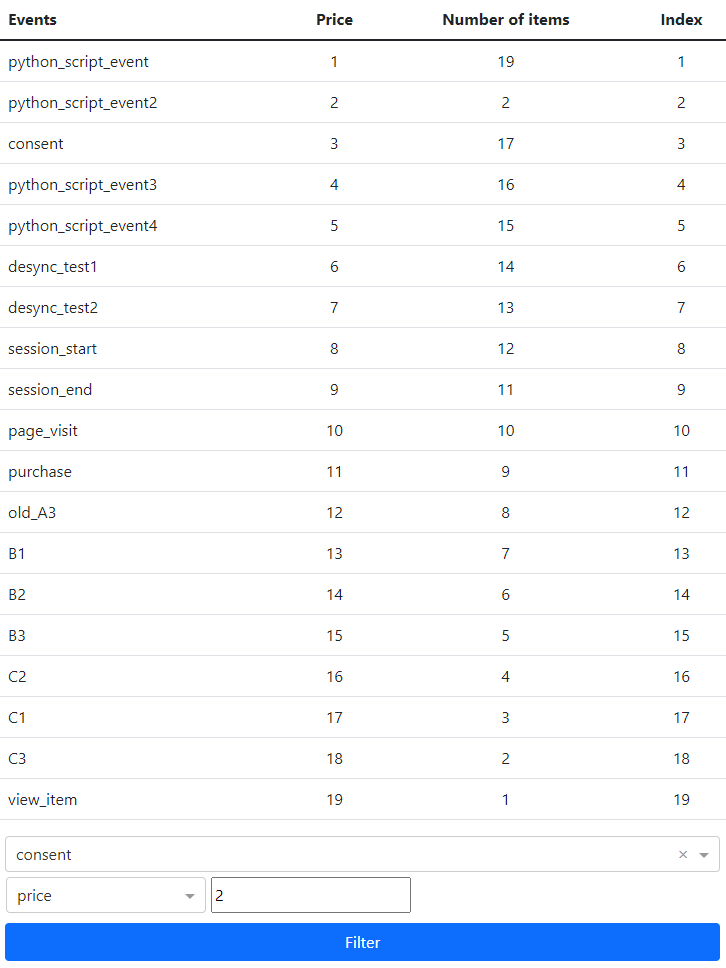 Events Price Number of items Index
python_script_event 1 19 1
python_script_event2 2 2 2
consent 3 17 3
python_script_event3 4 16 4
python_script_event4 5 15 5
desync_test1 6 14 6
desync_test2 7 13 7
session_start 8 12 8
session_end 9 11 9
page_visit 10 10 10
purchase 11 9 11
old_A3 12 8 12
B1 13 7 13
B2 14 6 14
B3 15 5 15
C2 16 4 16
C1 17 3 17
C3 18 2 18
view_item 19 1 19
consent ×
price 2
Filter